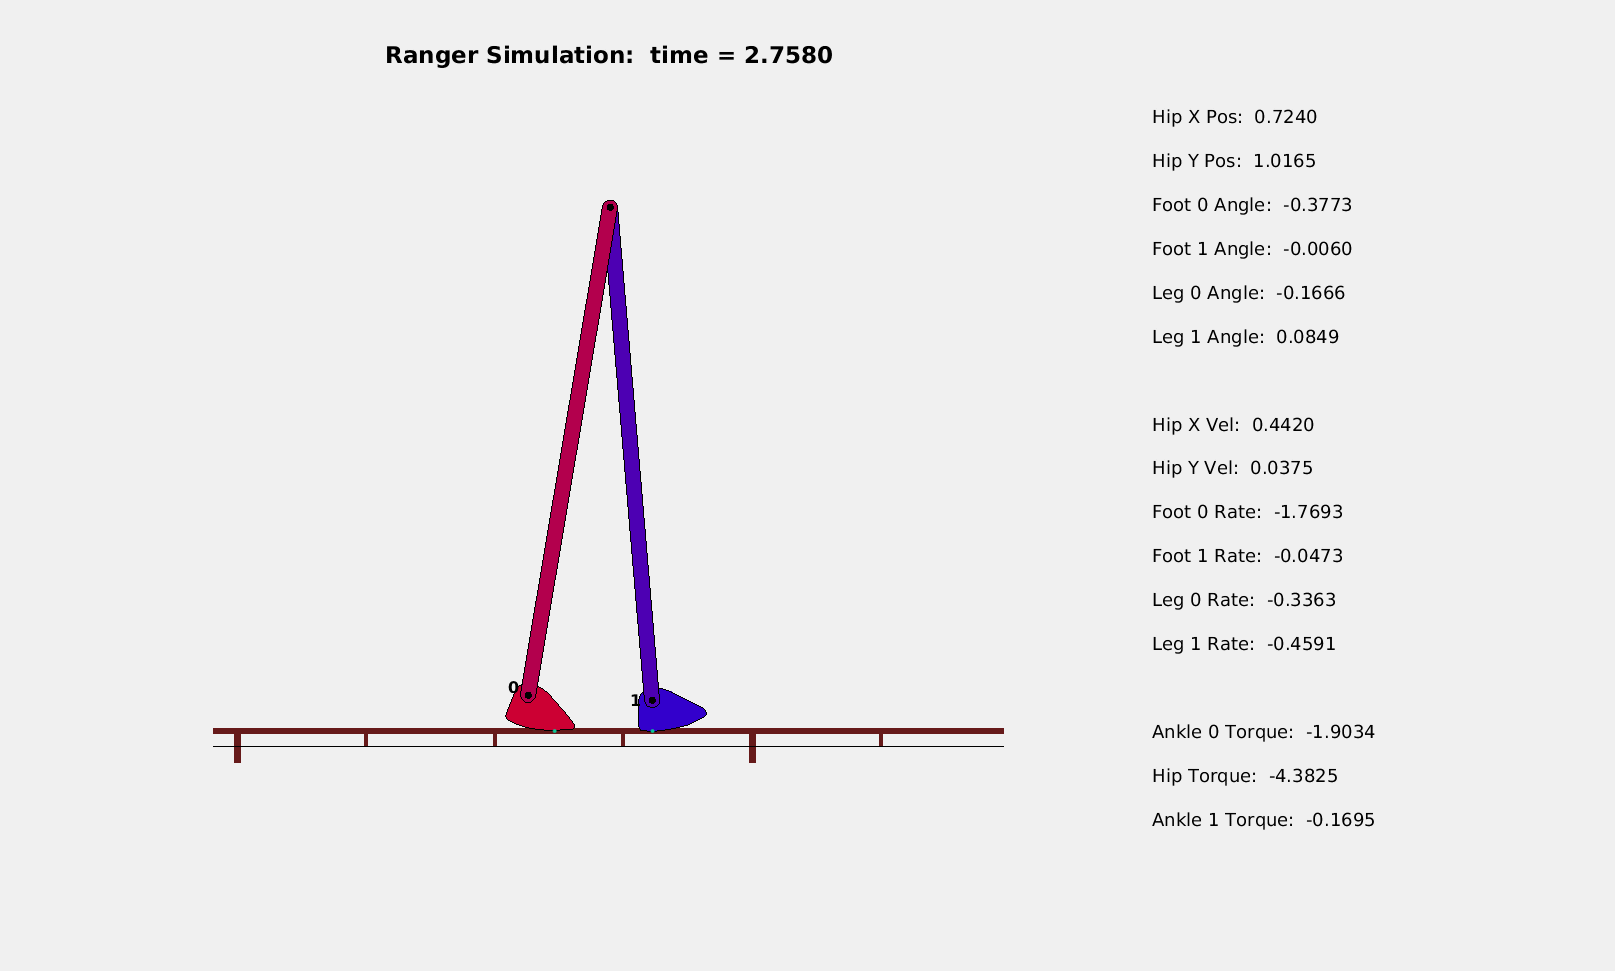 Ranger Simulation:  time = 2.7580
Hip X Pos:  0.7240
Hip Y Pos:  1.0165
Foot 0 Angle:  -0.3773
Foot 1 Angle:  -0.0060
Leg 0 Angle:  -0.1666
Leg 1 Angle:  0.0849
Hip X Vel:  0.4420
Hip Y Vel:  0.0375
Foot 0 Rate:  -1.7693
Foot 1 Rate:  -0.0473
Leg 0 Rate:  -0.3363
Leg 1 Rate:  -0.4591
0
1
Ankle 0 Torque:  -1.9034
Hip Torque:  -4.3825
Ankle 1 Torque:  -0.1695